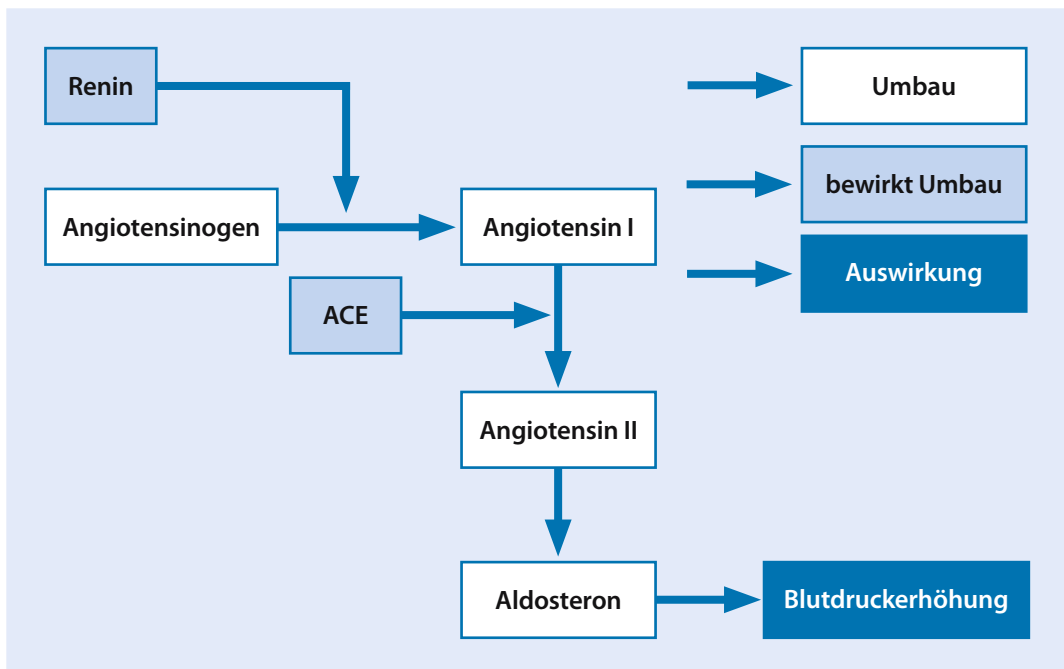 Renin
Umbau
bewirkt Umbau
Angiotensinogen
Angiotensin I
Auswirkung
ACE
Angiotensin II
Aldosteron
Blutdruckerhöhung